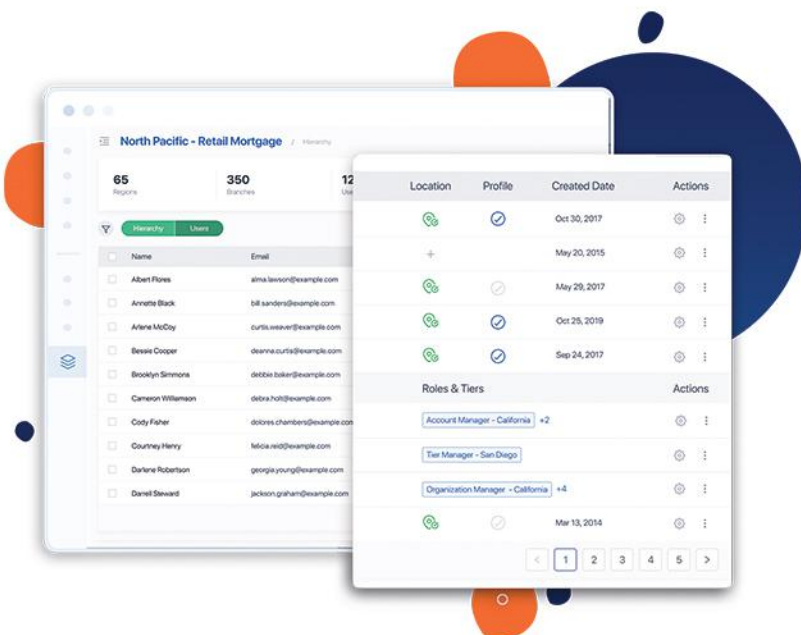 North Pacific - Retail Mortgage / Hierarchy
65
Regions
350
Branches
12
Use
Hierarchy Users
Name Email
Albert Flores alma.lawson@example.com
Annette Black bill.sanders@example.com
Arlene McCoy curtis.weaver@example.com
Bessie Cooper deanna.curtis@example.com
Brooklyn Simmons debbie.baker@example.com
Cameron Williamson debra.holt@example.com
Cody Fisher dolores.chambers@example.com
Courtney Henry felicia.reid@example.com
Darlene Robertson georgia.young@example.com
Darrell Steward jackson.graham@example.com
Location Profile Created Date Actions
Oct 30, 2017
+ May 20, 2015
May 29, 2017
Oct 25, 2019
Sep 24, 2017
Roles & Tiers Actions
Account Manager - California +2
Tier Manager - San Diego
Organization Manager - California +4
Mar 13, 2014
< 1 2 3 4 5 >